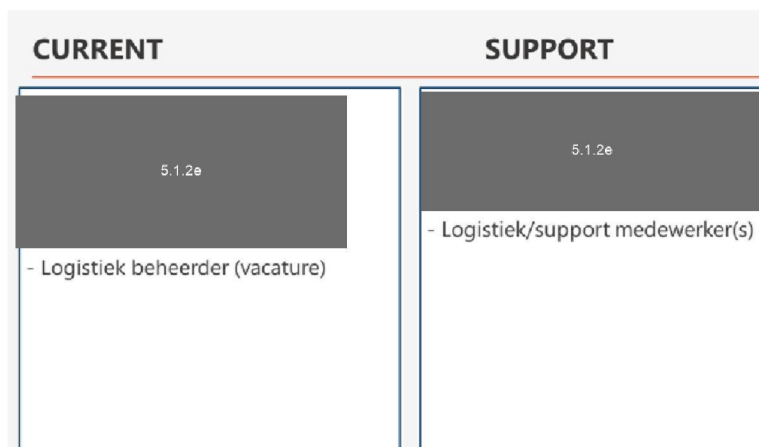 CURRENT
5.1.2e
- Logistiek beheerder (vacature)
SUPPORT
5.1.2e
- Logistiek/support medewerker(s)